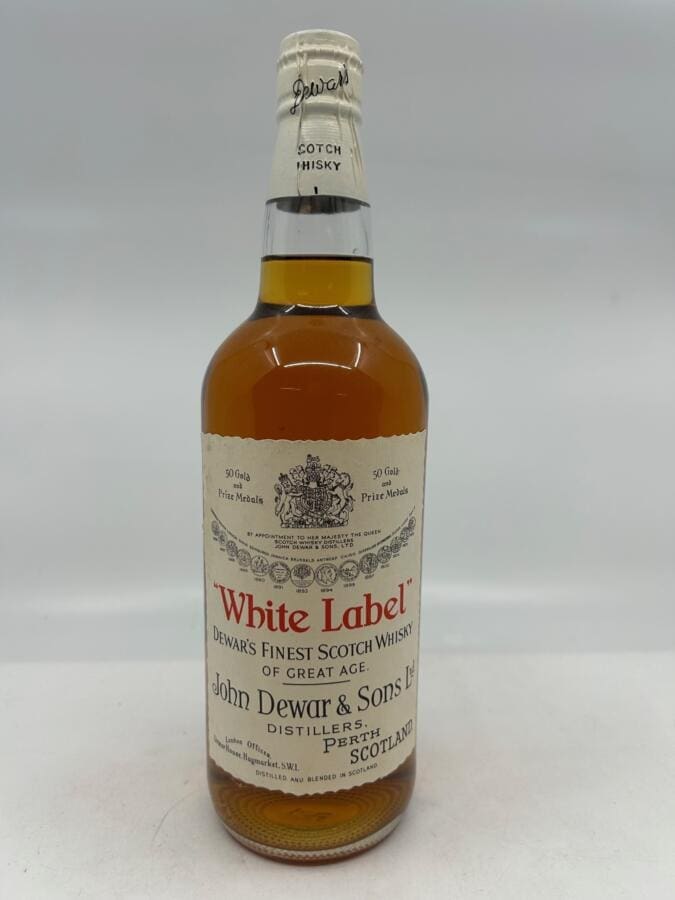 Dewar's
SCOTCH
WHISKY
50 Gold
and
Prize Medals
50 Gold
and
Prize Medals
BY APPOINTMENT TO HER MAJESTY THE QUEEN
SCOTCH WHISKY DISTILLERS
JOHN DEWAR & SONS, LTD
"White Label"
DEWAR'S FINEST SCOTCH WHISKY
OF GREAT AGE.
John Dewar & Sons Ltd
DISTILLERS,
PERTH
SCOTLAND
London Offices
Dewar House, Haymarket, S.W.1.
DISTILLED AND BLENDED IN SCOTLAND